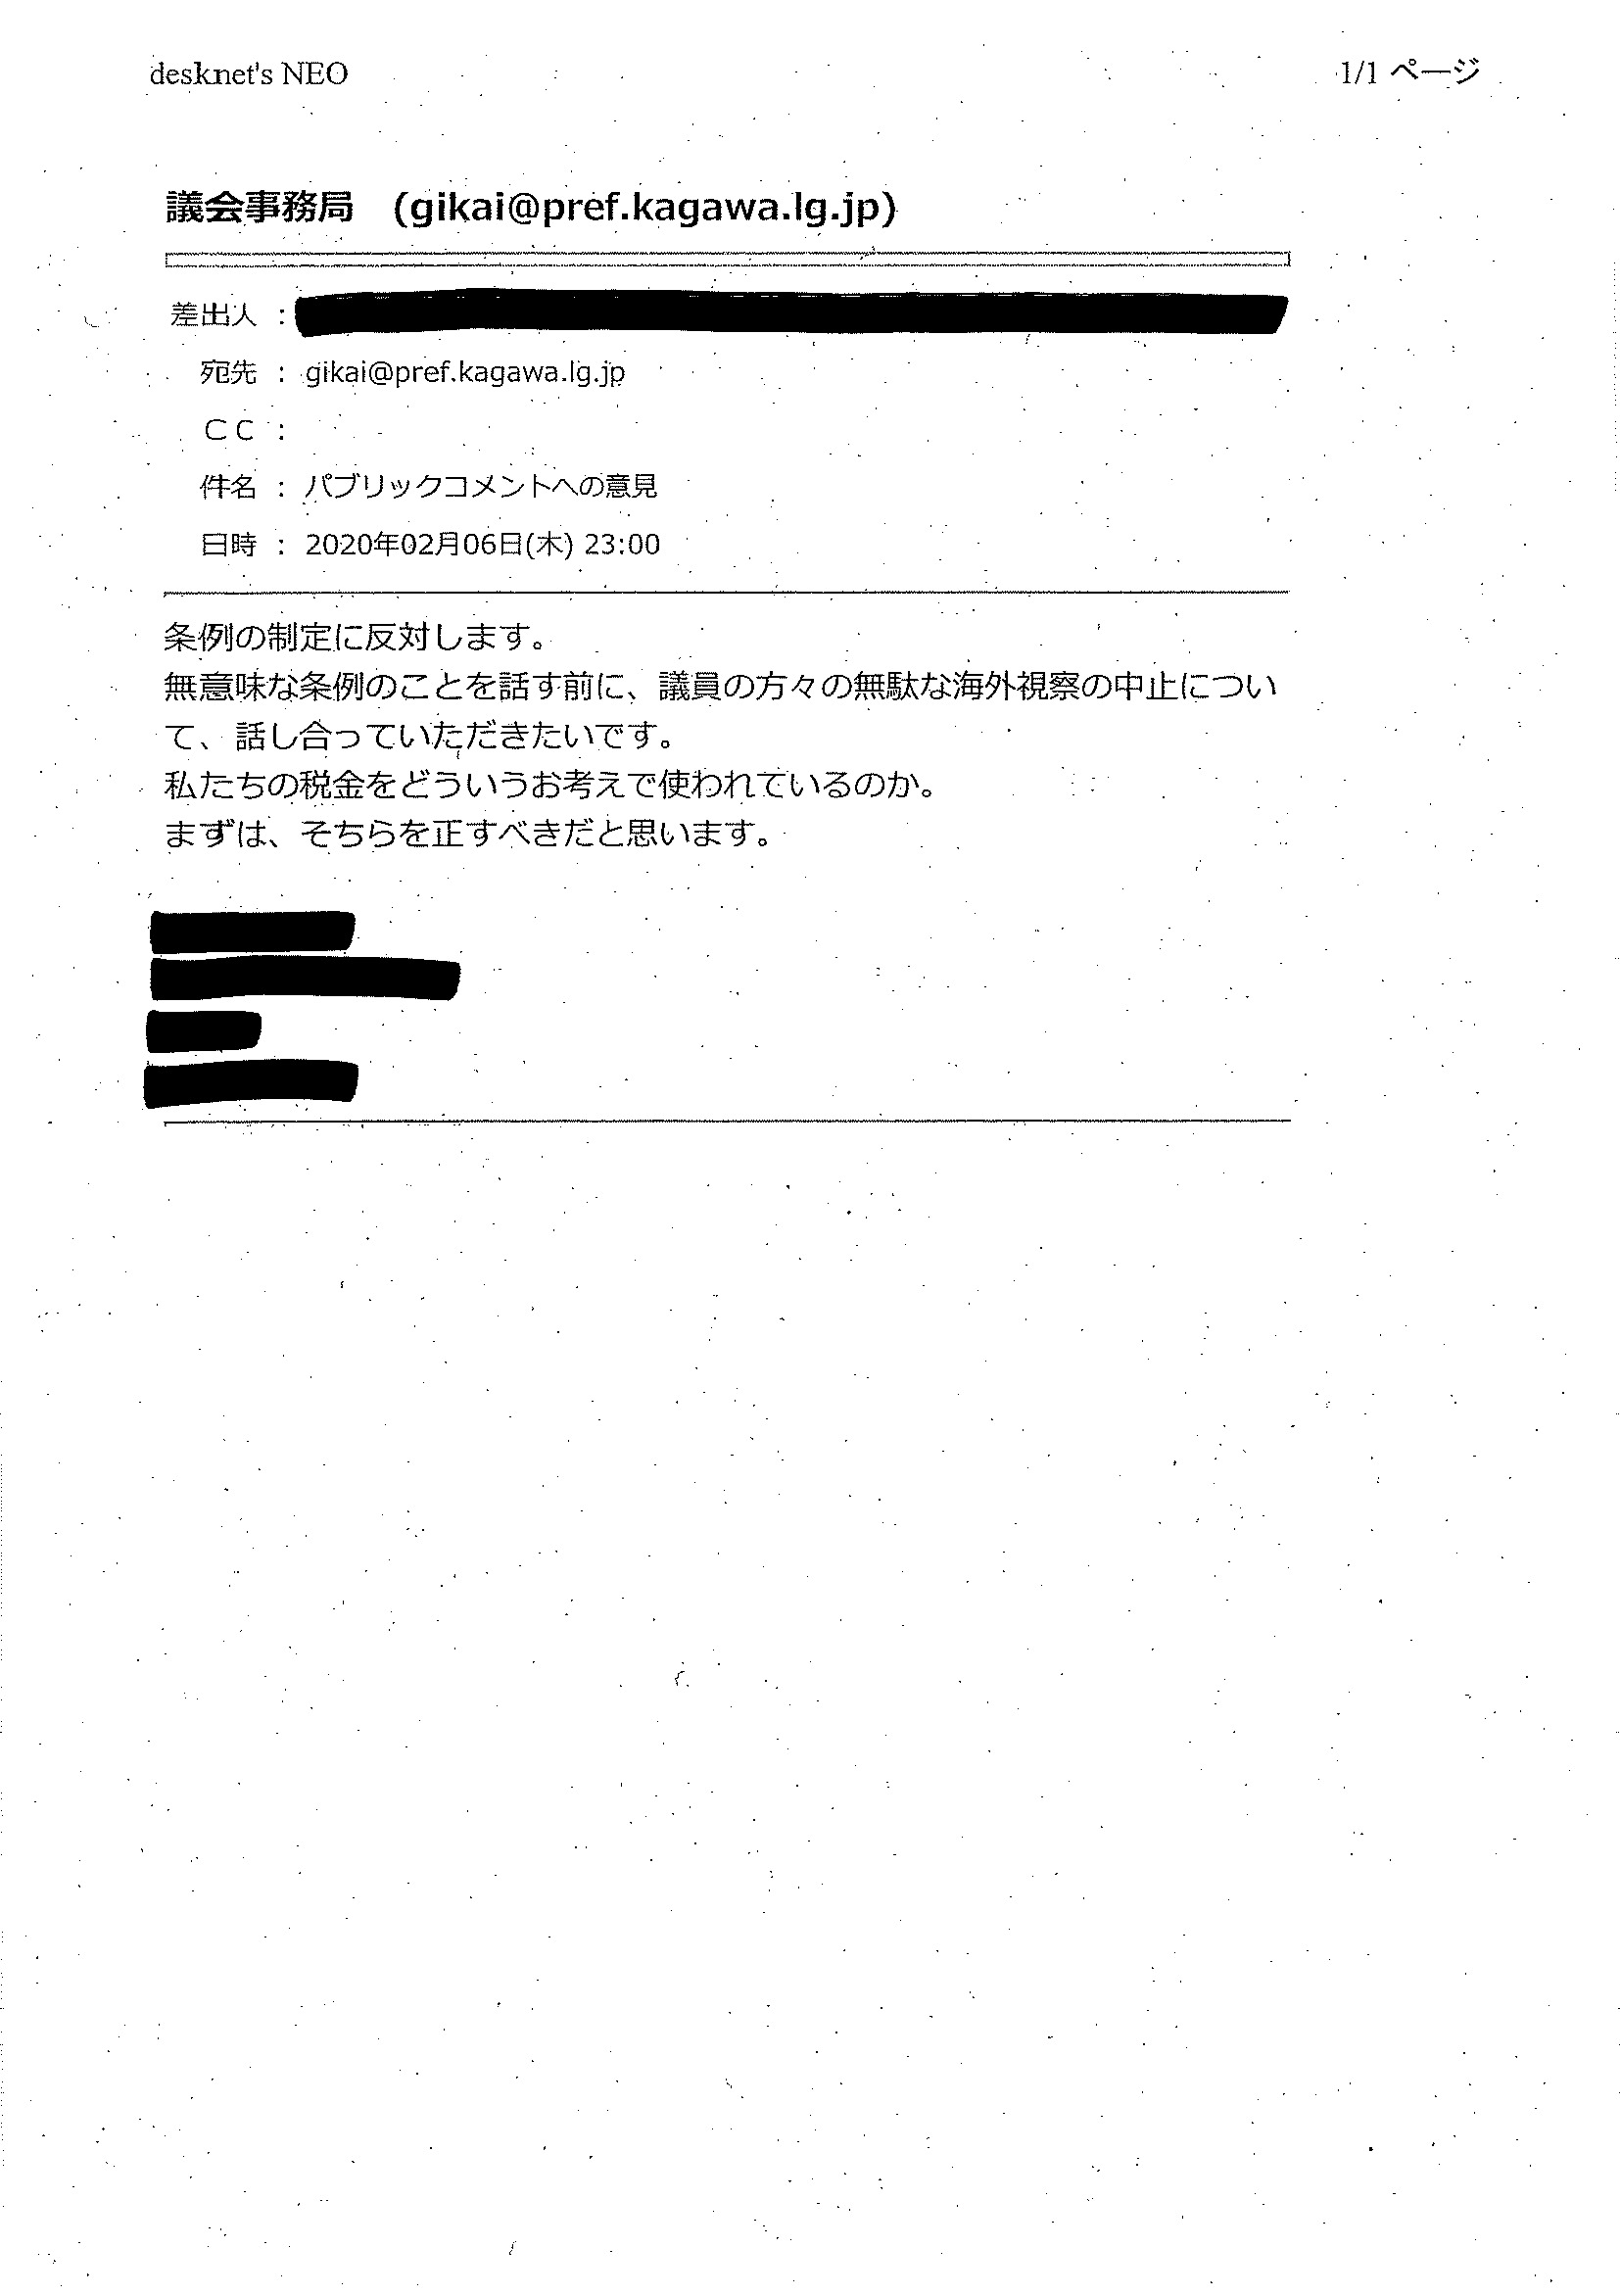 desknet's NEO
1/1 ページ
議会事務局 (gikai@pref.kagawa.lg.jp)
差出人 :
宛先 : gikai@pref.kagawa.lg.jp
ＣＣ :
件名 : パブリックコメントへの意見
日時 : 2020年02月06日(木) 23:00
条例の制定に反対します。
無意味な条例のことを話す前に、議員の方々の無駄な海外視察の中止につい
て、話し合っていただきたいです。
私たちの税金をどういうお考えで使われているのか。
まずは、そちらを正すべきだと思います。